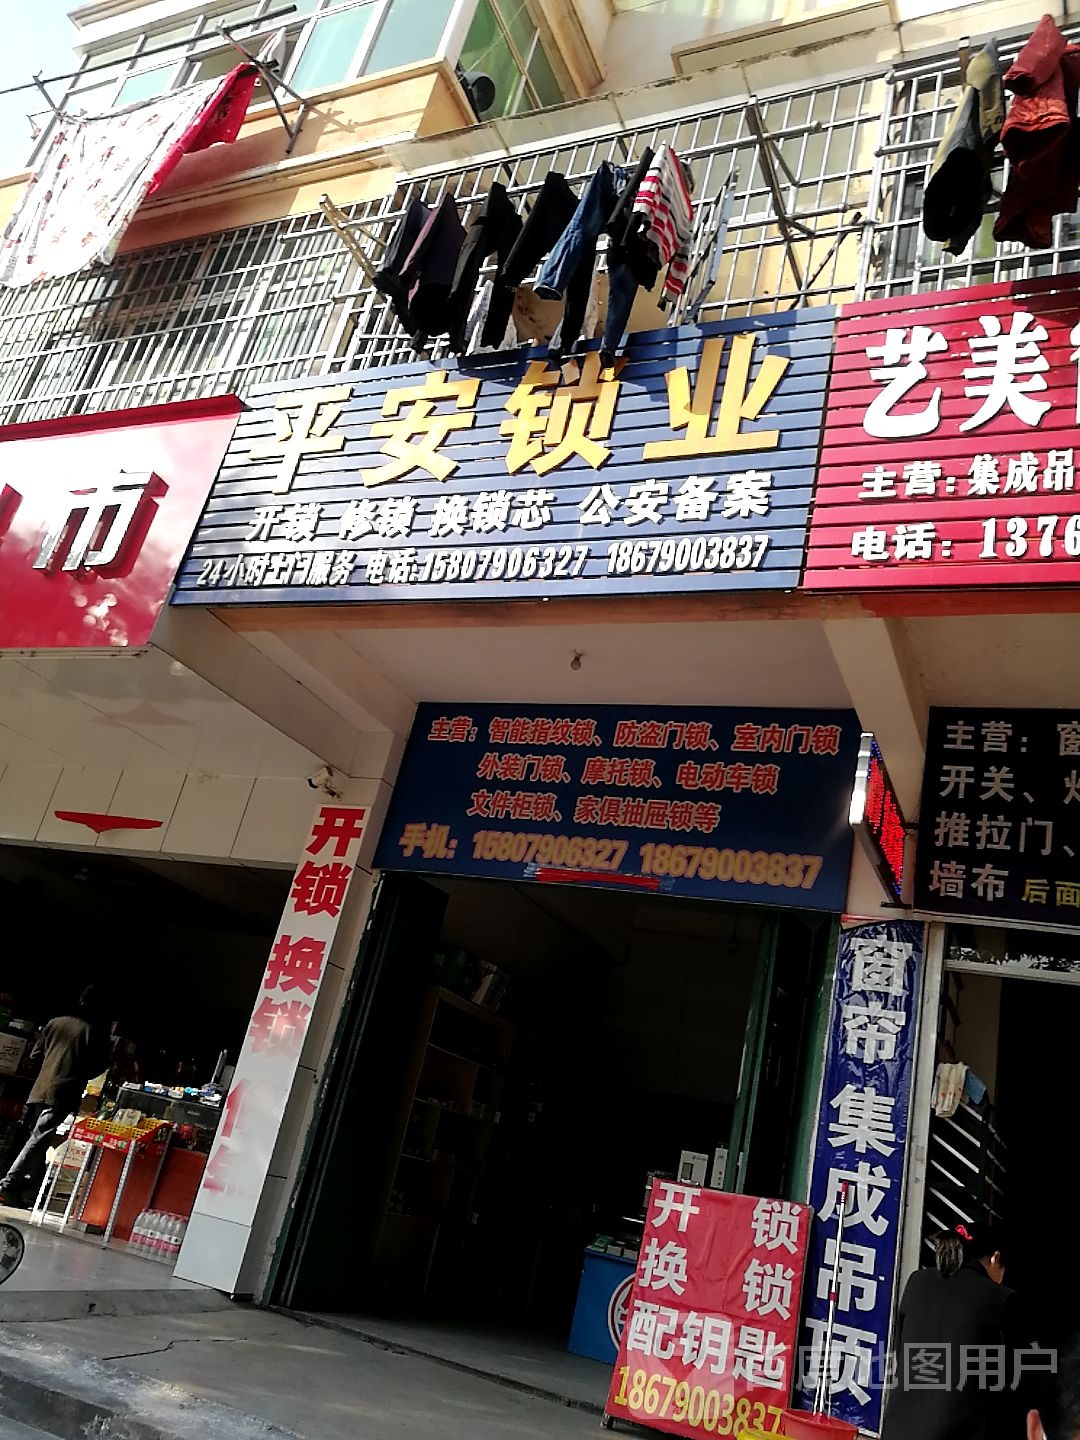 市
平安锁业
开锁 修锁 换锁芯 公安备案
24小时上门服务 电话:15807906327 18679003837
艺美
主营:集成吊
电话:1376
主营:智能指纹锁、防盗门锁、室内门锁
外装门锁、摩托锁、电动车锁
文件柜锁、家俱抽屉锁等
手机:15807906327 18679003837
主营:窗
开关、
推拉门、
墙布 后面
开锁 换锁
窗帘 集成吊顶
开 锁
换 锁
配钥匙
18679003837
地图用户